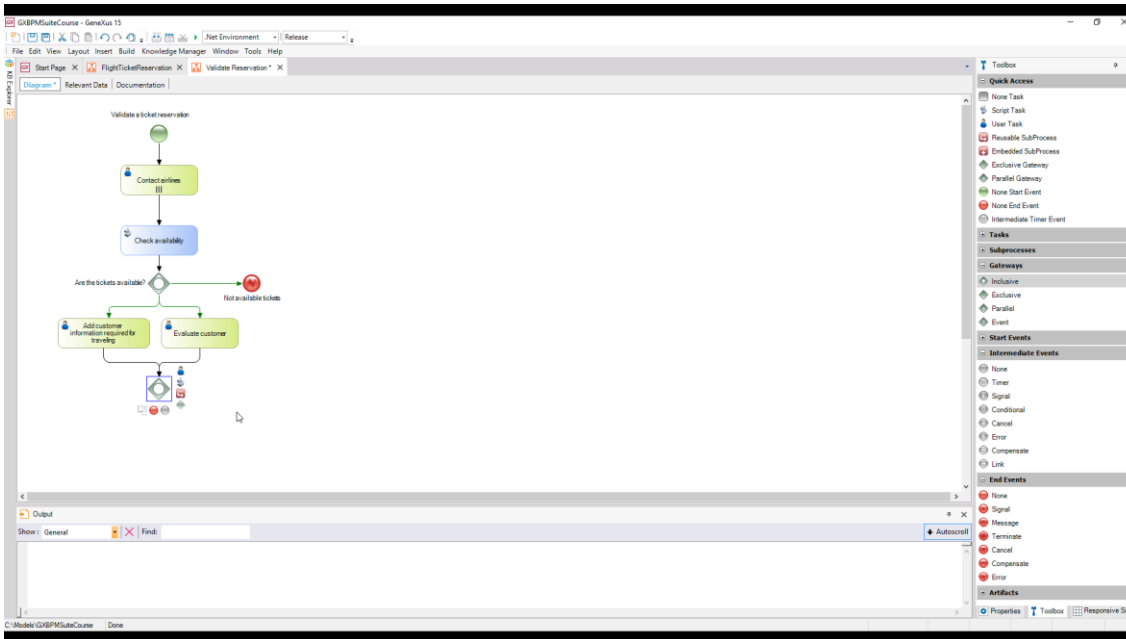 GXBPMSuiteCourse - GeneXus 15
.Net Environment Release
File Edit View Layout Insert Build Knowledge Manager Window Tools Help
Start Page X FlightTicketReservation X Validate Reservation * X
Diagram * Relevant Data Documentation
KB Explorer
Validate a ticket reservation
Contact airlines
Check availability
Are the tickets available?
Not available tickets
Add customer
information required for
traveling
Evaluate customer
Output
Show: General Find:
Autoscroll
C:\Models\GXBPMSuiteCourse Done
Toolbox
Quick Access
None Task
Script Task
User Task
Reusable SubProcess
Embedded SubProcess
Exclusive Gateway
Parallel Gateway
None Start Event
None End Event
Intermediate Timer Event
Tasks
Subprocesses
Gateways
Inclusive
Exclusive
Parallel
Event
Start Events
Intermediate Events
None
Timer
Signal
Conditional
Cancel
Error
Compensate
Link
End Events
None
Signal
Message
Terminate
Cancel
Compensate
Error
Artifacts
Properties Toolbox Responsive S